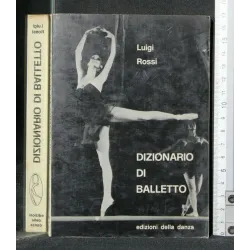 Luigi
Rossi
DIZIONARIO
DI
BALLETTO
edizioni della danza
DIZIONARIO DI BALLETTO